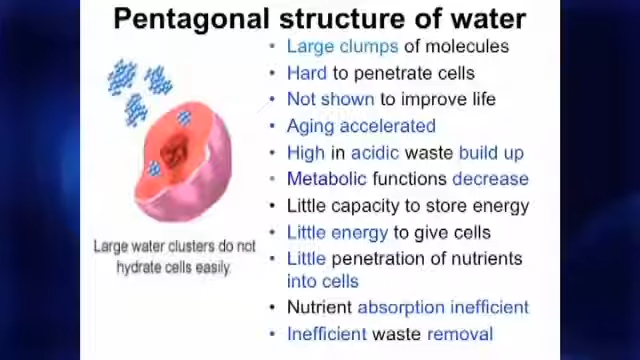 Pentagonal structure of water
• Large clumps of molecules
• Hard to penetrate cells
• Not shown to improve life
• Aging accelerated
• High in acidic waste build up
• Metabolic functions decrease
• Little capacity to store energy
• Little energy to give cells
• Little penetration of nutrients
into cells
• Nutrient absorption inefficient
• Inefficient waste removal
Large water clusters do not
hydrate cells easily.